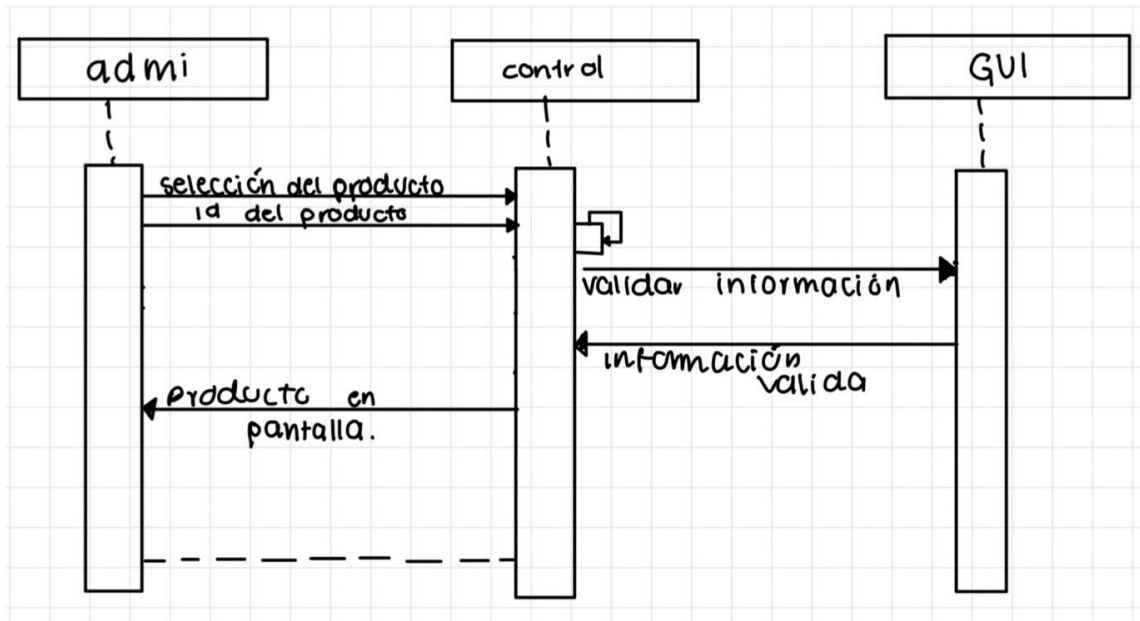 admi
control
GUI
selección del producto
id del producto
validar información
información
valida
producto en
pantalla.